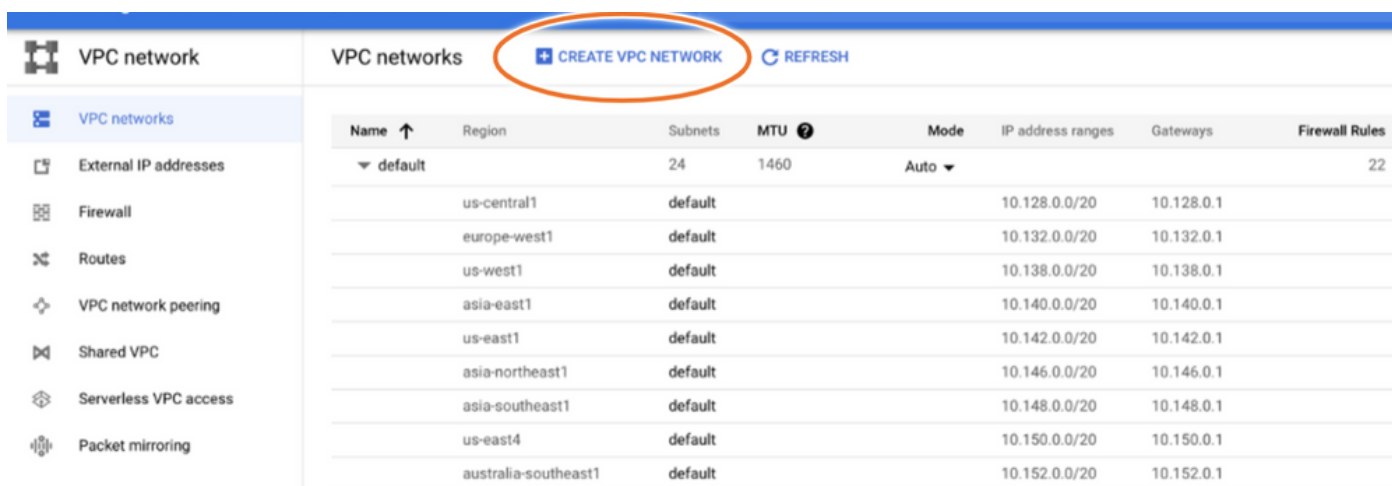 VPC network
VPC networks
CREATE VPC NETWORK
REFRESH
VPC networks
External IP addresses
Firewall
Routes
VPC network peering
Shared VPC
Serverless VPC access
Packet mirroring
Name Region Subnets MTU Mode IP address ranges Gateways Firewall Rules
default 24 1460 Auto 22
us-central1 default 10.128.0.0/20 10.128.0.1
europe-west1 default 10.132.0.0/20 10.132.0.1
us-west1 default 10.138.0.0/20 10.138.0.1
asia-east1 default 10.140.0.0/20 10.140.0.1
us-east1 default 10.142.0.0/20 10.142.0.1
asia-northeast1 default 10.146.0.0/20 10.146.0.1
asia-southeast1 default 10.148.0.0/20 10.148.0.1
us-east4 default 10.150.0.0/20 10.150.0.1
australia-southeast1 default 10.152.0.0/20 10.152.0.1